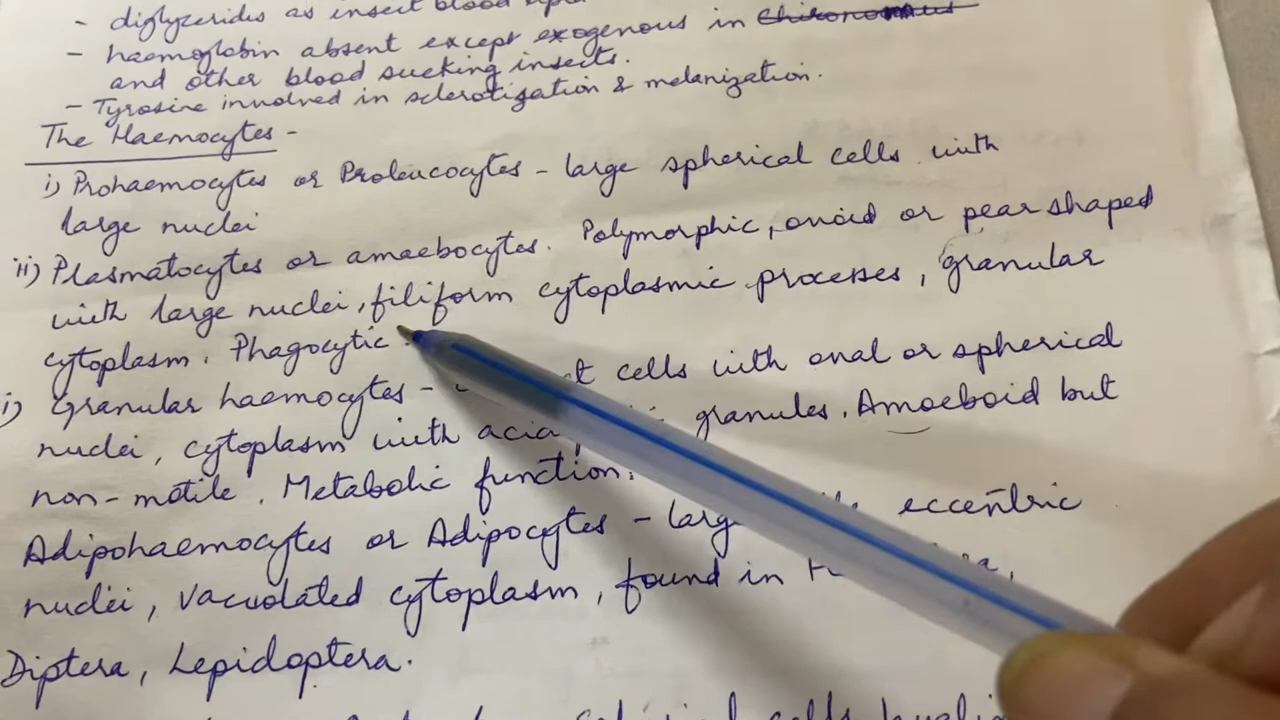 - diglycerides as insect blood
- haemoglobin absent except exogenous in Chironomus
and other blood sucking insects.
- Tyrosine involved in sclerotization & melanization.
The Haemocytes -
i) Prohaemocytes or Proleucocytes - large spherical cells with
large nuclei
ii) Plasmatocytes or amaebocytes. Polymorphic, ovoid or pear shaped
with large nuclei, filiform cytoplasmic processes, granular
cytoplasm. Phagocytic
i) Granular haemocytes - cells with oval or spherical
nuclei, cytoplasm with granules. Amoeboid but
non-motile. Metabolic function.
Adipohaemocytes or Adipocytes - eccentric
nuclei, vacuolated cytoplasm, found in
Diptera, Lepidoptera.
cells